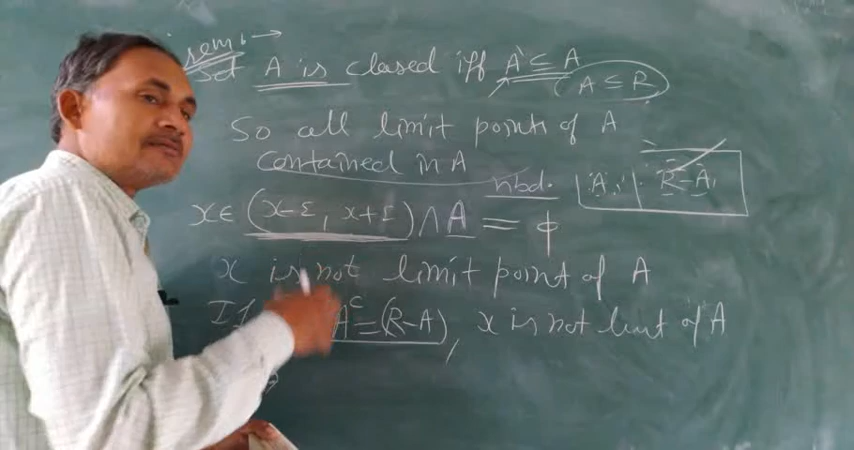 rem: →
Set A is closed iff A' ⊆ A
(A ⊆ R)
So all limit points of A
contained in A
nbd.
A, R-A,
x∈ (x-Σ, x+Σ) ∩ A = ϕ
x is not limit point of A
If A^c = (R-A), x is not limit of A